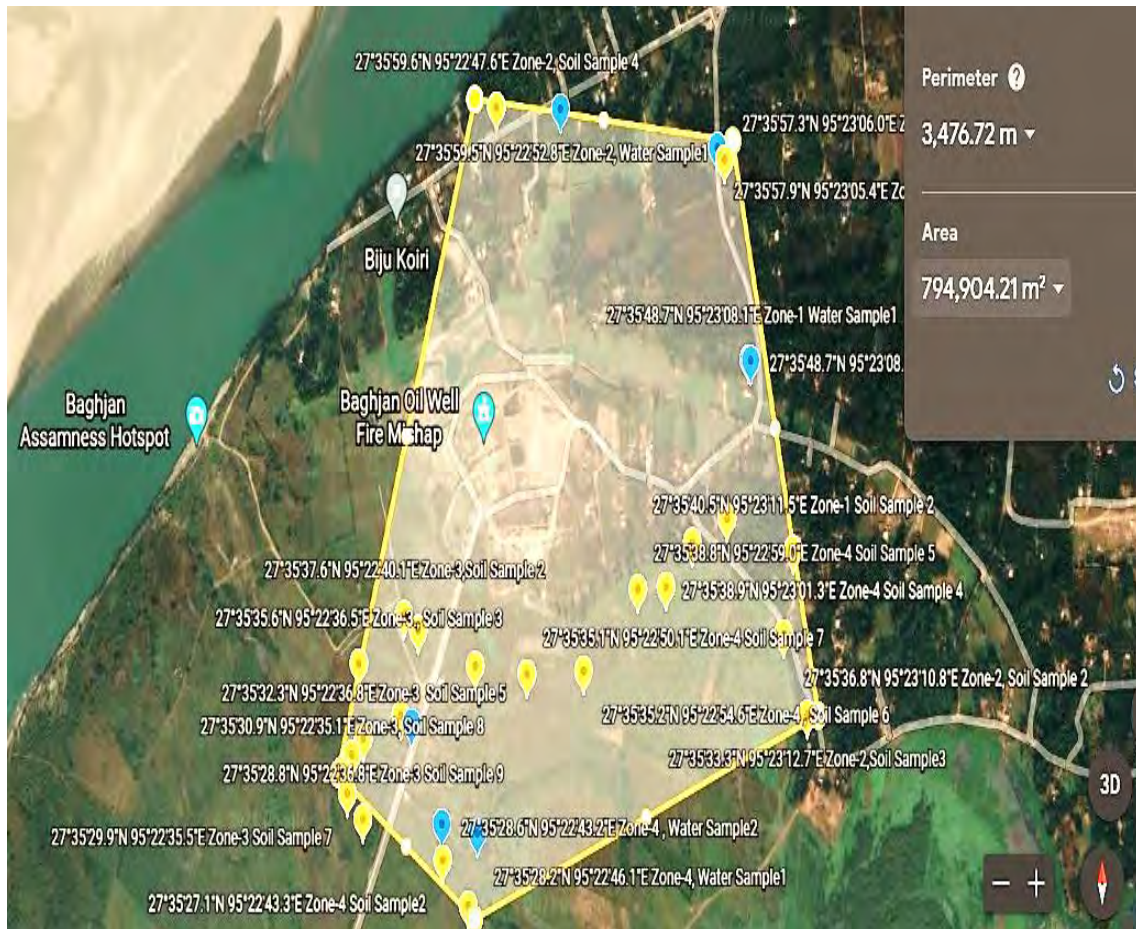 27°35'59.6"N 95°22'47.6"E Zone-2, Soil Sample 4
27°35'57.3"N 95°23'06.0"E Z
27°35'59.5"N 95°22'52.8"E Zone-2, Water Sample1
27°35'57.9"N 95°23'05.4"E Zo
Perimeter ?
3,476.72 m
Area
794,904.21 m²
Biju Koiri
27°35'48.7"N 95°23'08.1"E Zone-1 Water Sample1
27°35'48.7"N 95°23'08.
Baghjan
Assamness Hotspot
Baghjan Oil Well
Fire Mishap
27°35'40.5"N 95°23'11.5"E Zone-1 Soil Sample 2
27°35'38.8"N 95°22'59.0"E Zone-4 Soil Sample 5
27°35'37.6"N 95°22'40.1"E Zone-3,Soil Sample 2
27°35'38.9"N 95°23'01.3"E Zone-4 Soil Sample 4
27°35'35.6"N 95°22'36.5"E Zone-3 , Soil Sample 3
27°35'35.1"N 95°22'50.1"E Zone-4 Soil Sample 7
27°35'36.8"N 95°23'10.8"E Zone-2, Soil Sample 2
27°35'32.3"N 95°22'36.8"E Zone-3 Soil Sample 5
27°35'35.2"N 95°22'54.6"E Zone-4, Soil Sample 6
27°35'30.9"N 95°22'35.1"E Zone-3, Soil Sample 8
27°35'33.3"N 95°23'12.7"E Zone-2,Soil Sample3
27°35'28.8"N 95°22'36.8"E Zone-3 Soil Sample 9
27°35'29.9"N 95°22'35.5"E Zone-3 Soil Sample 7
27°35'28.6"N 95°22'43.2"E Zone-4 , Water Sample2
27°35'28.2"N 95°22'46.1"E Zone-4, Water Sample1
27°35'27.1"N 95°22'43.3"E Zone-4 Soil Sample2
3D